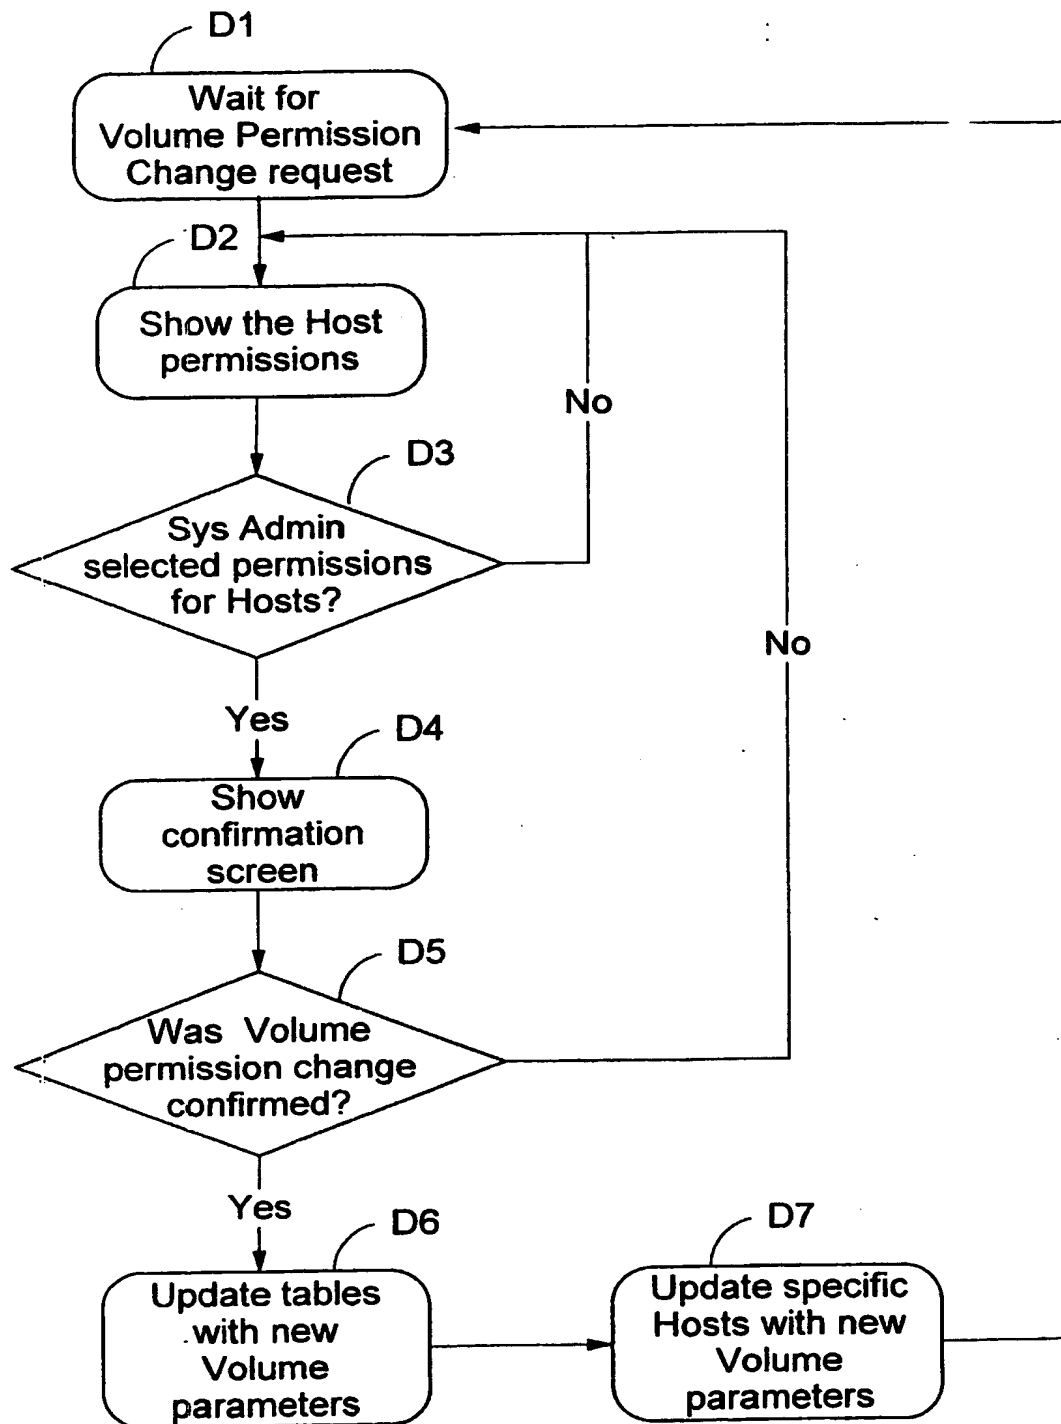 D1
Wait for
Volume Permission
Change request
D2
Show the Host
permissions
No
D3
Sys Admin
selected permissions
for Hosts?
No
Yes
D4
Show
confirmation
screen
D5
Was Volume
permission change
confirmed?
Yes
D6
D7
Update tables
with new
Volume
parameters
Update specific
Hosts with new
Volume
parameters